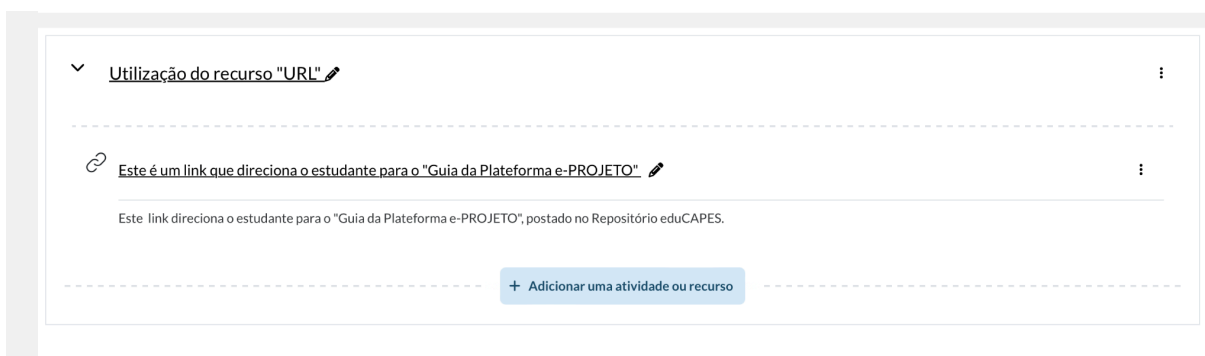 Utilização do recurso "URL"
Este é um link que direciona o estudante para o "Guia da Plataforma e-PROJETO"
Este link direciona o estudante para o "Guia da Plataforma e-PROJETO", postado no Repositório eduCAPES.
+ Adicionar uma atividade ou recurso